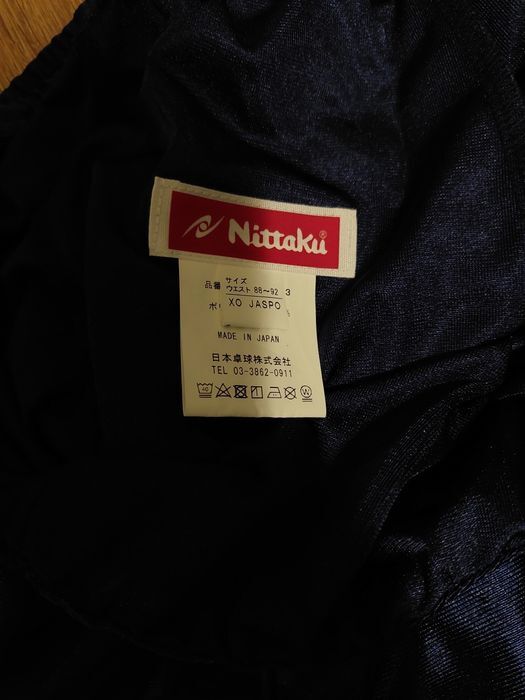 Nittaku®
品番 サイズ
ウエスト 88~92 3
XO JASPO
MADE IN JAPAN
日本卓球株式会社
TEL 03-3862-0911
40
W